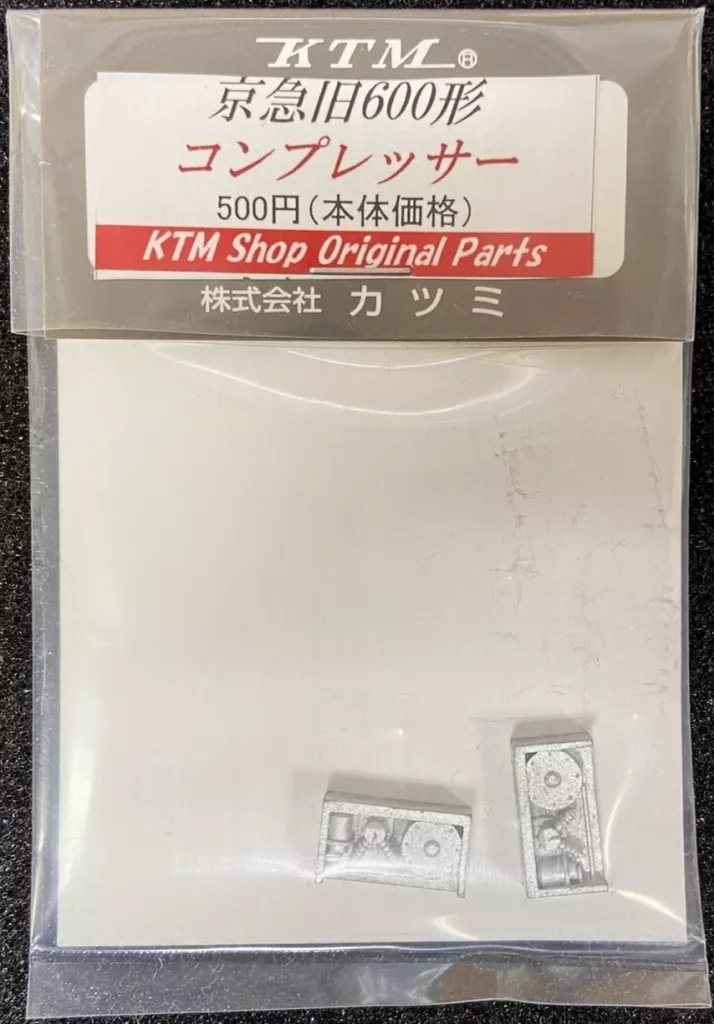 KTM®
京急旧600形
コンプレッサー
500円(本体価格)
KTM Shop Original Parts
株式会社 カツミ